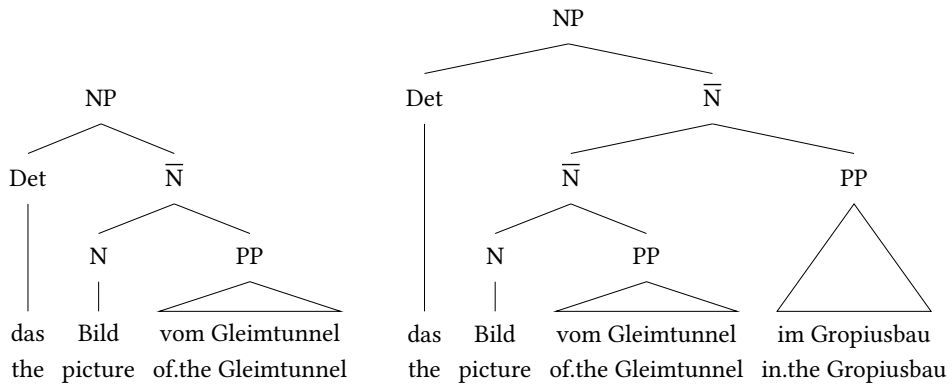 NP
Det N̅
N PP
das Bild vom Gleimtunnel
the picture of.the Gleimtunnel
NP
Det N̅
N̅ PP
N PP
das Bild vom Gleimtunnel im Gropiusbau
the picture of.the Gleimtunnel in.the Gropiusbau